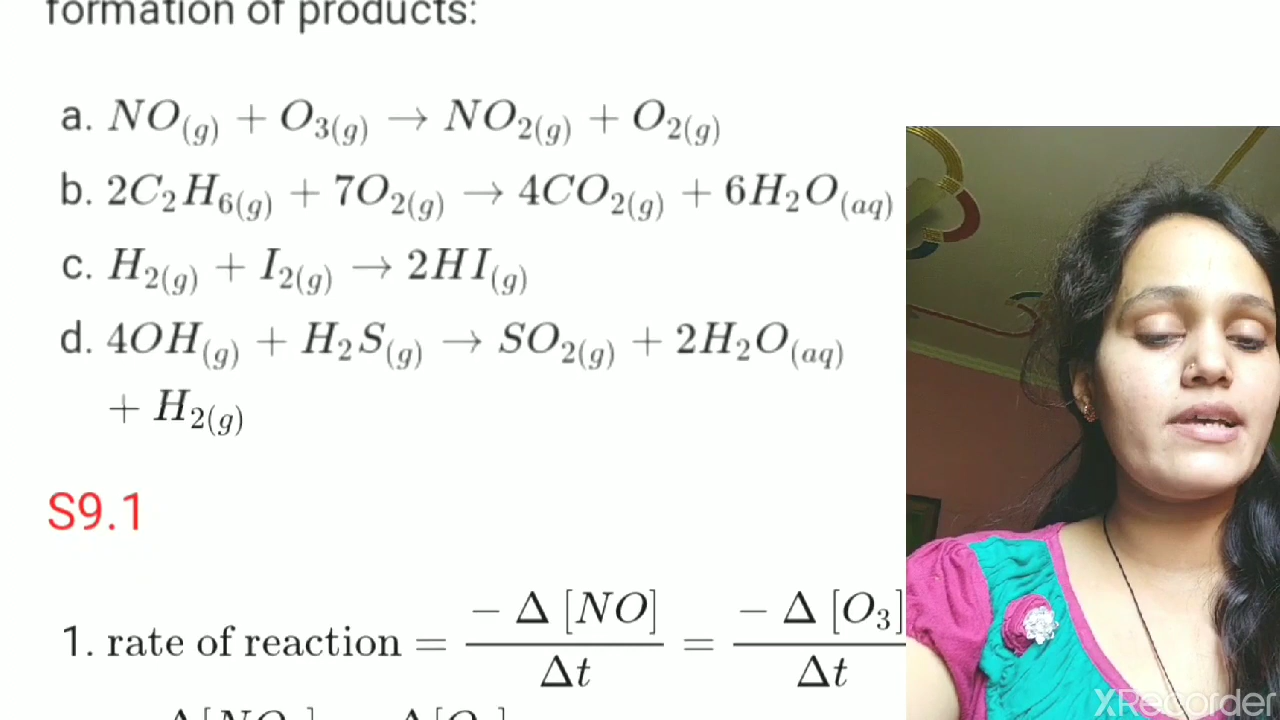 formation of products:
a. NO(g) + O3(g) → NO2(g) + O2(g)
b. 2C2H6(g) + 7O2(g) → 4CO2(g) + 6H2O(aq)
c. H2(g) + I2(g) → 2HI(g)
d. 4OH(g) + H2S(g) → SO2(g) + 2H2O(aq)
+ H2(g)
S9.1
1. rate of reaction = −Δ[NO]/Δt = −Δ[O3]/Δt
XRecorder